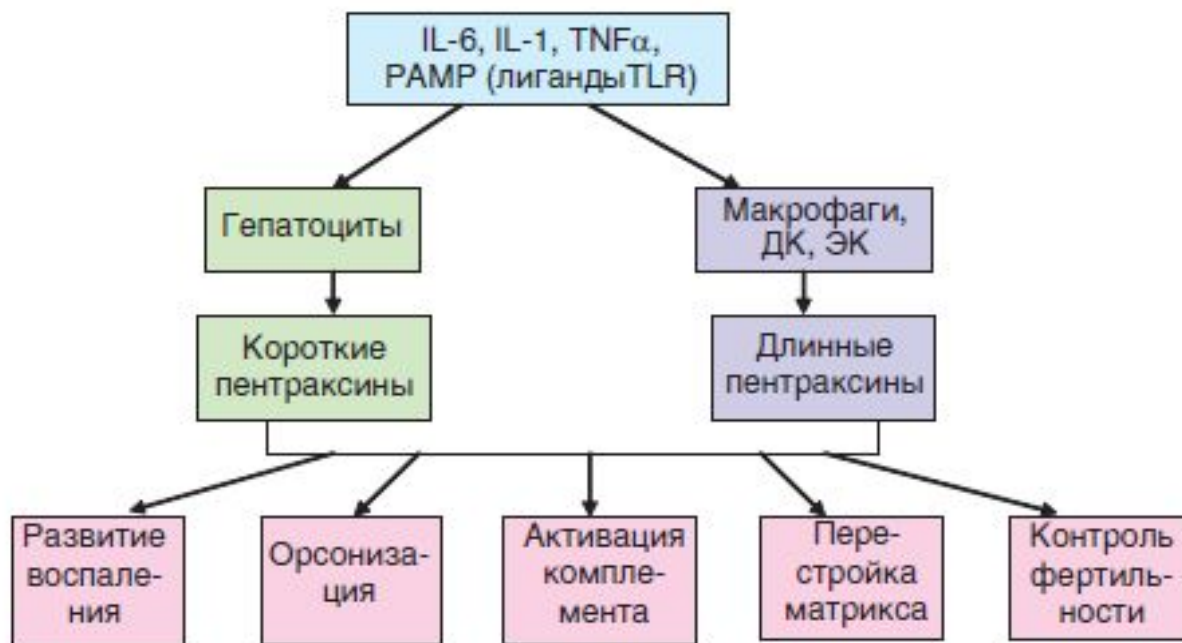 IL-6, IL-1, TNFα,
PAMP (лигандыTLR)
Гепатоциты
Макрофаги,
ДК, ЭК
Короткие
пентраксины
Длинные
пентраксины
Развитие
воспале-
ния
Орсониза-
ция
Активация
компле-
мента
Пере-
стройка
матрикса
Контроль
фертиль-
ности